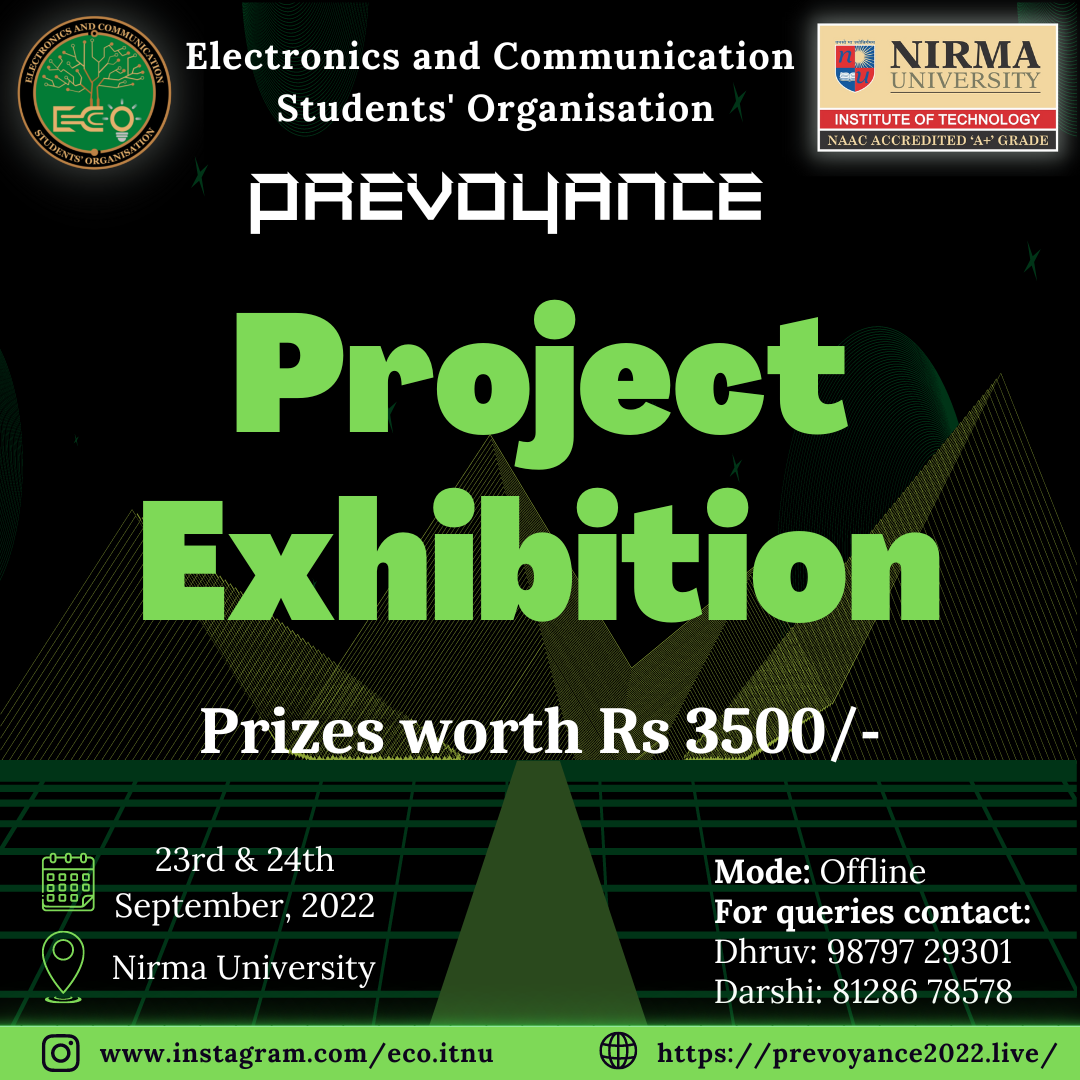 ELECTRONICS AND COMMUNICATION
ECO
STUDENTS' ORGANISATION
Electronics and Communication
Students' Organisation
NIRMA
UNIVERSITY
INSTITUTE OF TECHNOLOGY
NAAC ACCREDITED 'A+' GRADE
PREVOYANCE
Project
Exhibition
Prizes worth Rs 3500/-
23rd & 24th
September, 2022
Nirma University
Mode: Offline
For queries contact:
Dhruv: 98797 29301
Darshi: 81286 78578
www.instagram.com/eco.itnu
https://prevoyance2022.live/